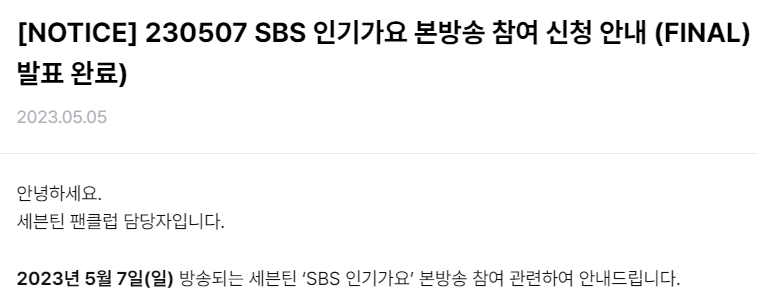 [NOTICE] 230507 SBS 인기가요 본방송 참여 신청 안내 (FINAL)
발표 완료)
2023.05.05
안녕하세요.
세븐틴 팬클럽 담당자입니다.
2023년 5월 7일(일) 방송되는 세븐틴 ‘SBS 인기가요’ 본방송 참여 관련하여 안내드립니다.